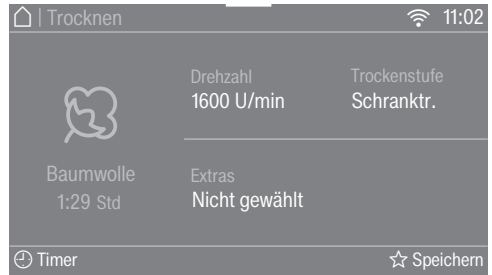 | Trocknen 11:02
Drehzahl Trockenstufe
1600 U/min Schranktr.
Baumwolle
1:29 Std
Extras
Nicht gewählt
Timer Speichern